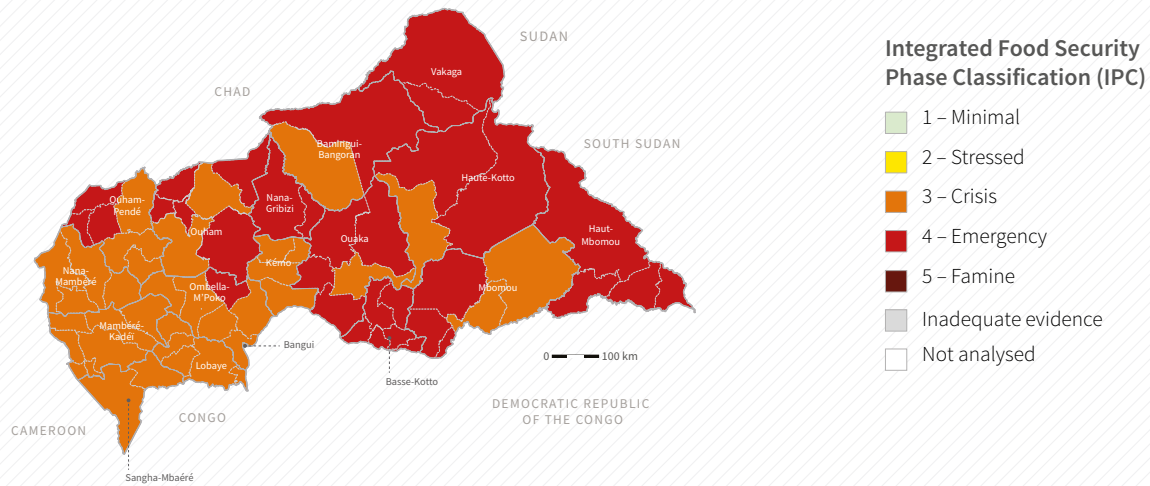 SUDAN
Vakaga
CHAD
SOUTH SUDAN
Bamingui-
Bangoran
Haute-Kotto
Nana-
Gribizi
Ouham-
Pendé
Ouham
Ouaka
Haut-
Mbomou
Kémo
Nana-
Mambéré
Ombella-
M'Poko
Mbomou
Mambéré-
Kadéï
Bangui
Lobaye
0
100 km
Basse-Kotto
DEMOCRATIC REPUBLIC
OF THE CONGO
CONGO
CAMEROON
Sangha-Mbaéré
Integrated Food Security
Phase Classification (IPC)
1 – Minimal
2 – Stressed
3 – Crisis
4 – Emergency
5 – Famine
Inadequate evidence
Not analysed